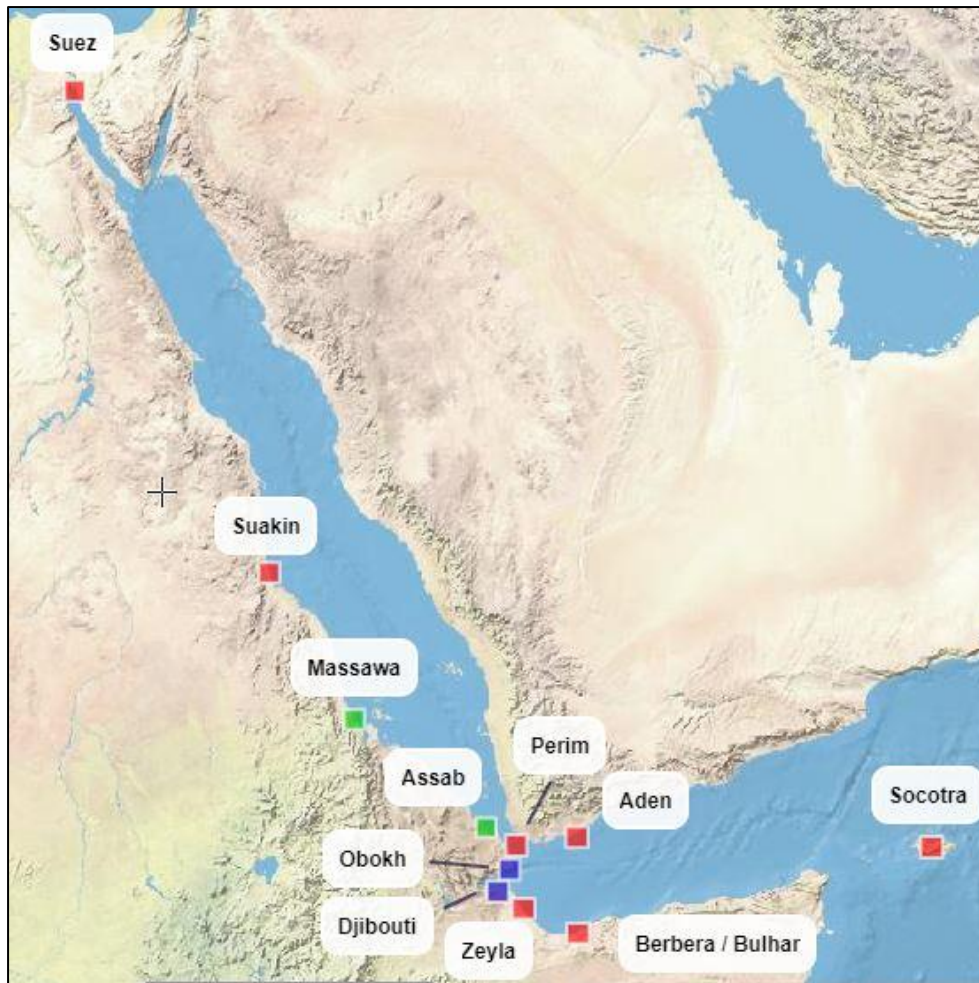 Suez
Suakin
Massawa
Perim
Assab
Aden
Socotra
Obokh
Djibouti
Zeyla
Berbera / Bulhar